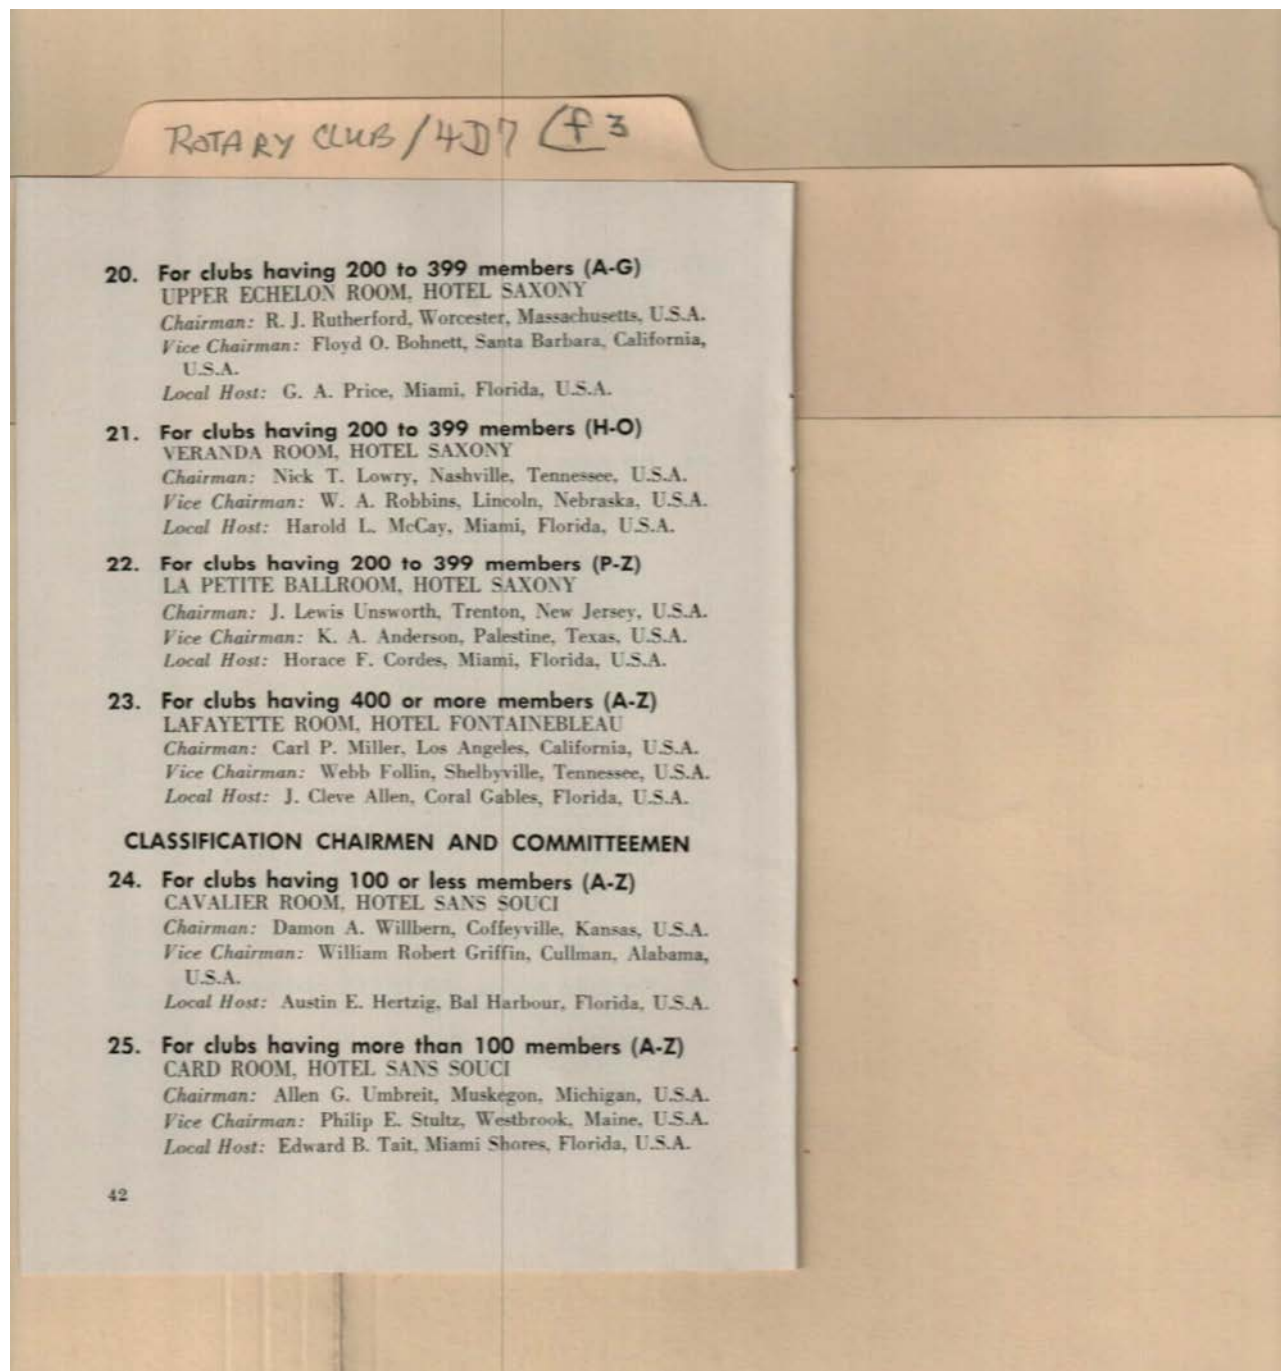 ROTARY CLUB / 4D7 (f 3
20. For clubs having 200 to 399 members (A-G)
UPPER ECHELON ROOM, HOTEL SAXONY
Chairman: R. J. Rutherford, Worcester, Massachusetts, U.S.A.
Vice Chairman: Floyd O. Bohnett, Santa Barbara, California,
U.S.A.
Local Host: G. A. Price, Miami, Florida, U.S.A.
21. For clubs having 200 to 399 members (H-O)
VERANDA ROOM, HOTEL SAXONY
Chairman: Nick T. Lowry, Nashville, Tennessee, U.S.A.
Vice Chairman: W. A. Robbins, Lincoln, Nebraska, U.S.A.
Local Host: Harold L. McCay, Miami, Florida, U.S.A.
22. For clubs having 200 to 399 members (P-Z)
LA PETITE BALLROOM, HOTEL SAXONY
Chairman: J. Lewis Unsworth, Trenton, New Jersey, U.S.A.
Vice Chairman: K. A. Anderson, Palestine, Texas, U.S.A.
Local Host: Horace F. Cordes, Miami, Florida, U.S.A.
23. For clubs having 400 or more members (A-Z)
LAFAYETTE ROOM, HOTEL FONTAINEBLEAU
Chairman: Carl P. Miller, Los Angeles, California, U.S.A.
Vice Chairman: Webb Follin, Shelbyville, Tennessee, U.S.A.
Local Host: J. Cleve Allen, Coral Gables, Florida, U.S.A.
CLASSIFICATION CHAIRMEN AND COMMITTEEMEN
24. For clubs having 100 or less members (A-Z)
CAVALIER ROOM, HOTEL SANS SOUCI
Chairman: Damon A. Willbern, Coffeyville, Kansas, U.S.A.
Vice Chairman: William Robert Griffin, Cullman, Alabama,
U.S.A.
Local Host: Austin E. Hertzig, Bal Harbour, Florida, U.S.A.
25. For clubs having more than 100 members (A-Z)
CARD ROOM, HOTEL SANS SOUCI
Chairman: Allen G. Umbreit, Muskegon, Michigan, U.S.A.
Vice Chairman: Philip E. Stultz, Westbrook, Maine, U.S.A.
Local Host: Edward B. Tait, Miami Shores, Florida, U.S.A.
42